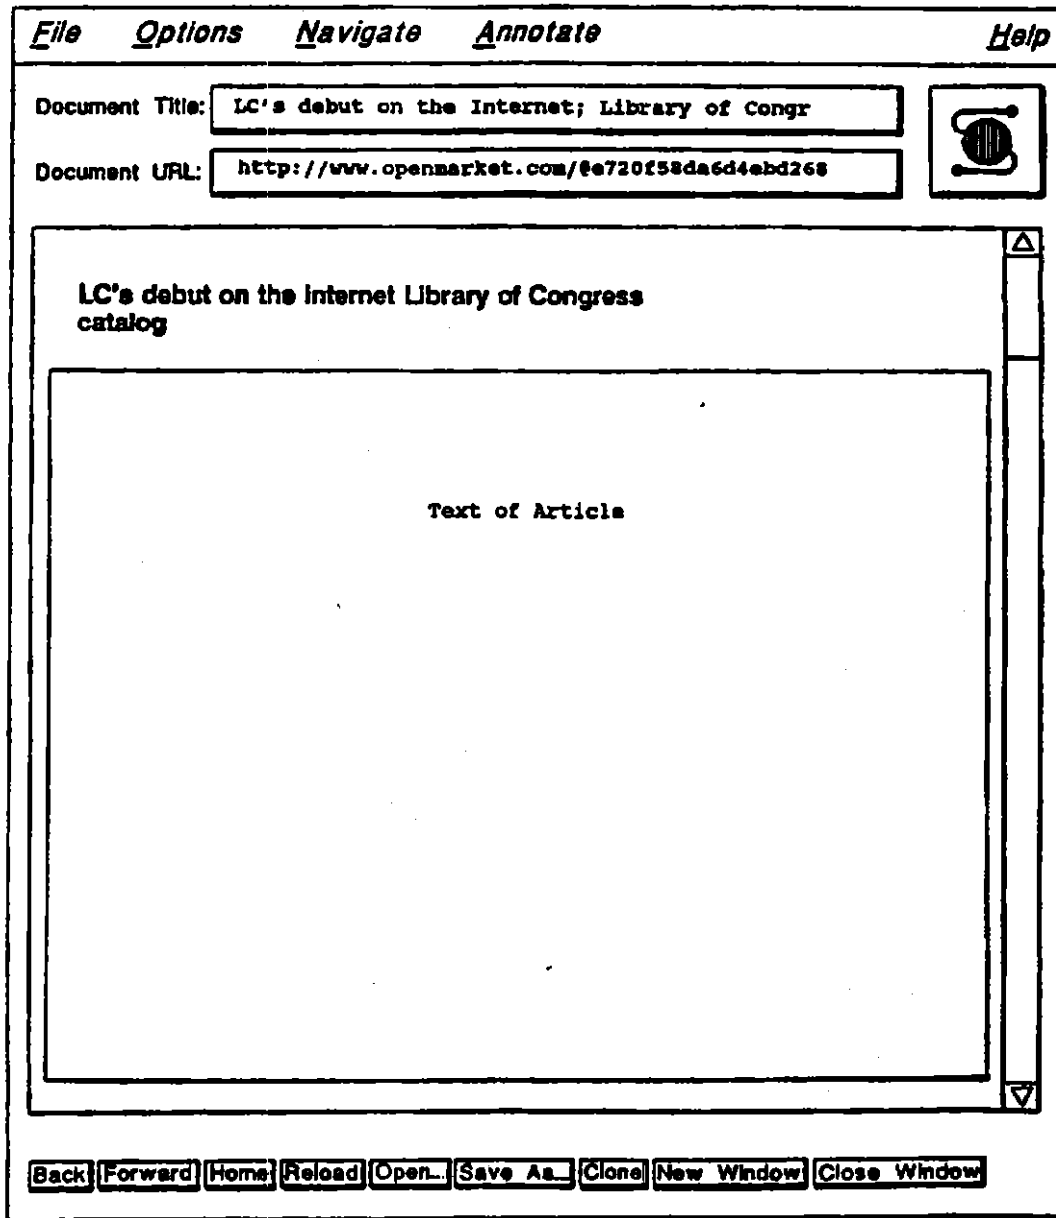 File Options Navigate Annotate Help
Document Title: LC's debut on the Internet; Library of Congr
Document URL: http://www.openmarket.com/@e720f58da6d4ebd268
LC's debut on the Internet Library of Congress
catalog
Text of Article
Back Forward Home Reload Open... Save As... Clone New Window Close Window